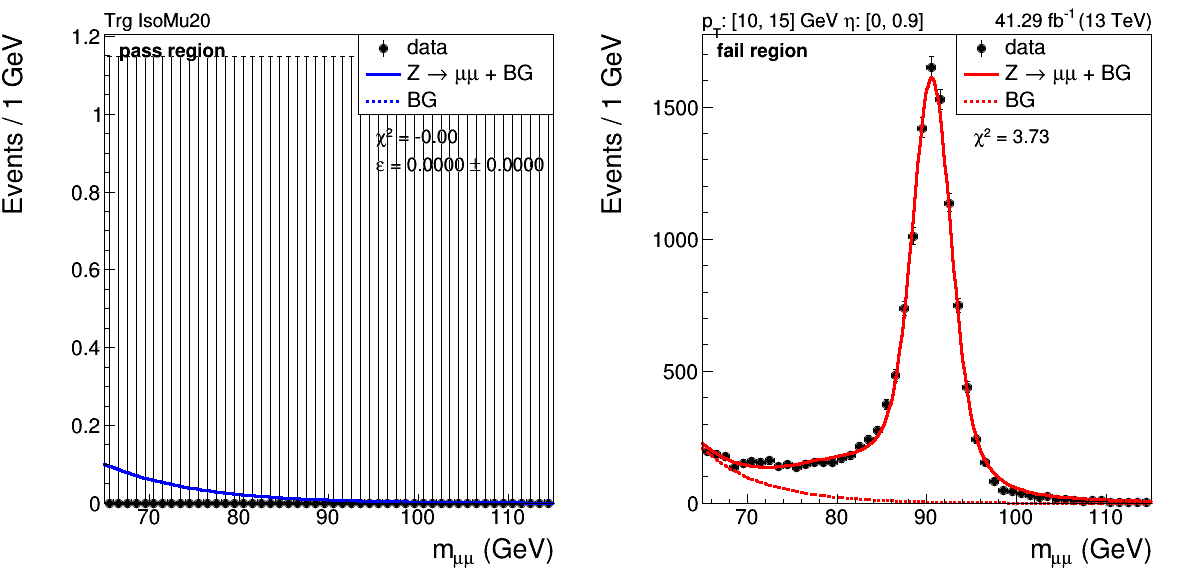 Trg IsoMu20
pass region
data
Z → μμ + BG
BG
χ² = -0.00
ε = 0.0000 ± 0.0000
Events / 1 GeV
0
0.2
0.4
0.6
0.8
1
1.2
70
80
90
100
110
mμμ (GeV)
pT: [10, 15] GeV η: [0, 0.9]
41.29 fb⁻¹ (13 TeV)
fail region
data
Z → μμ + BG
BG
χ² = 3.73
Events / 1 GeV
0
500
1000
1500
70
80
90
100
110
mμμ (GeV)